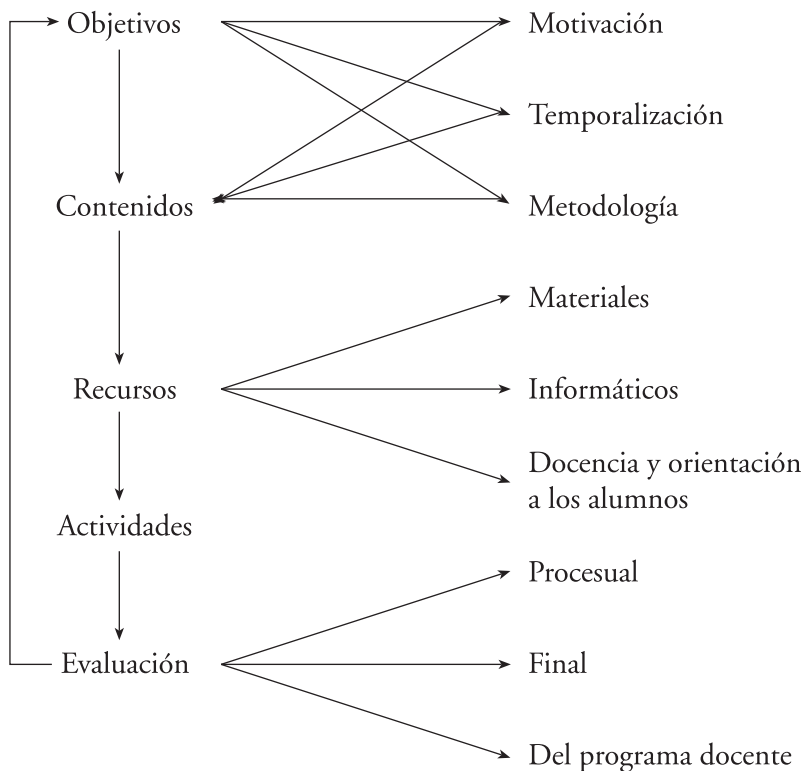 Objetivos
Motivación
Temporalización
Contenidos
Metodología
Materiales
Recursos
Informáticos
Docencia y orientación
a los alumnos
Actividades
Procesual
Evaluación
Final
Del programa docente